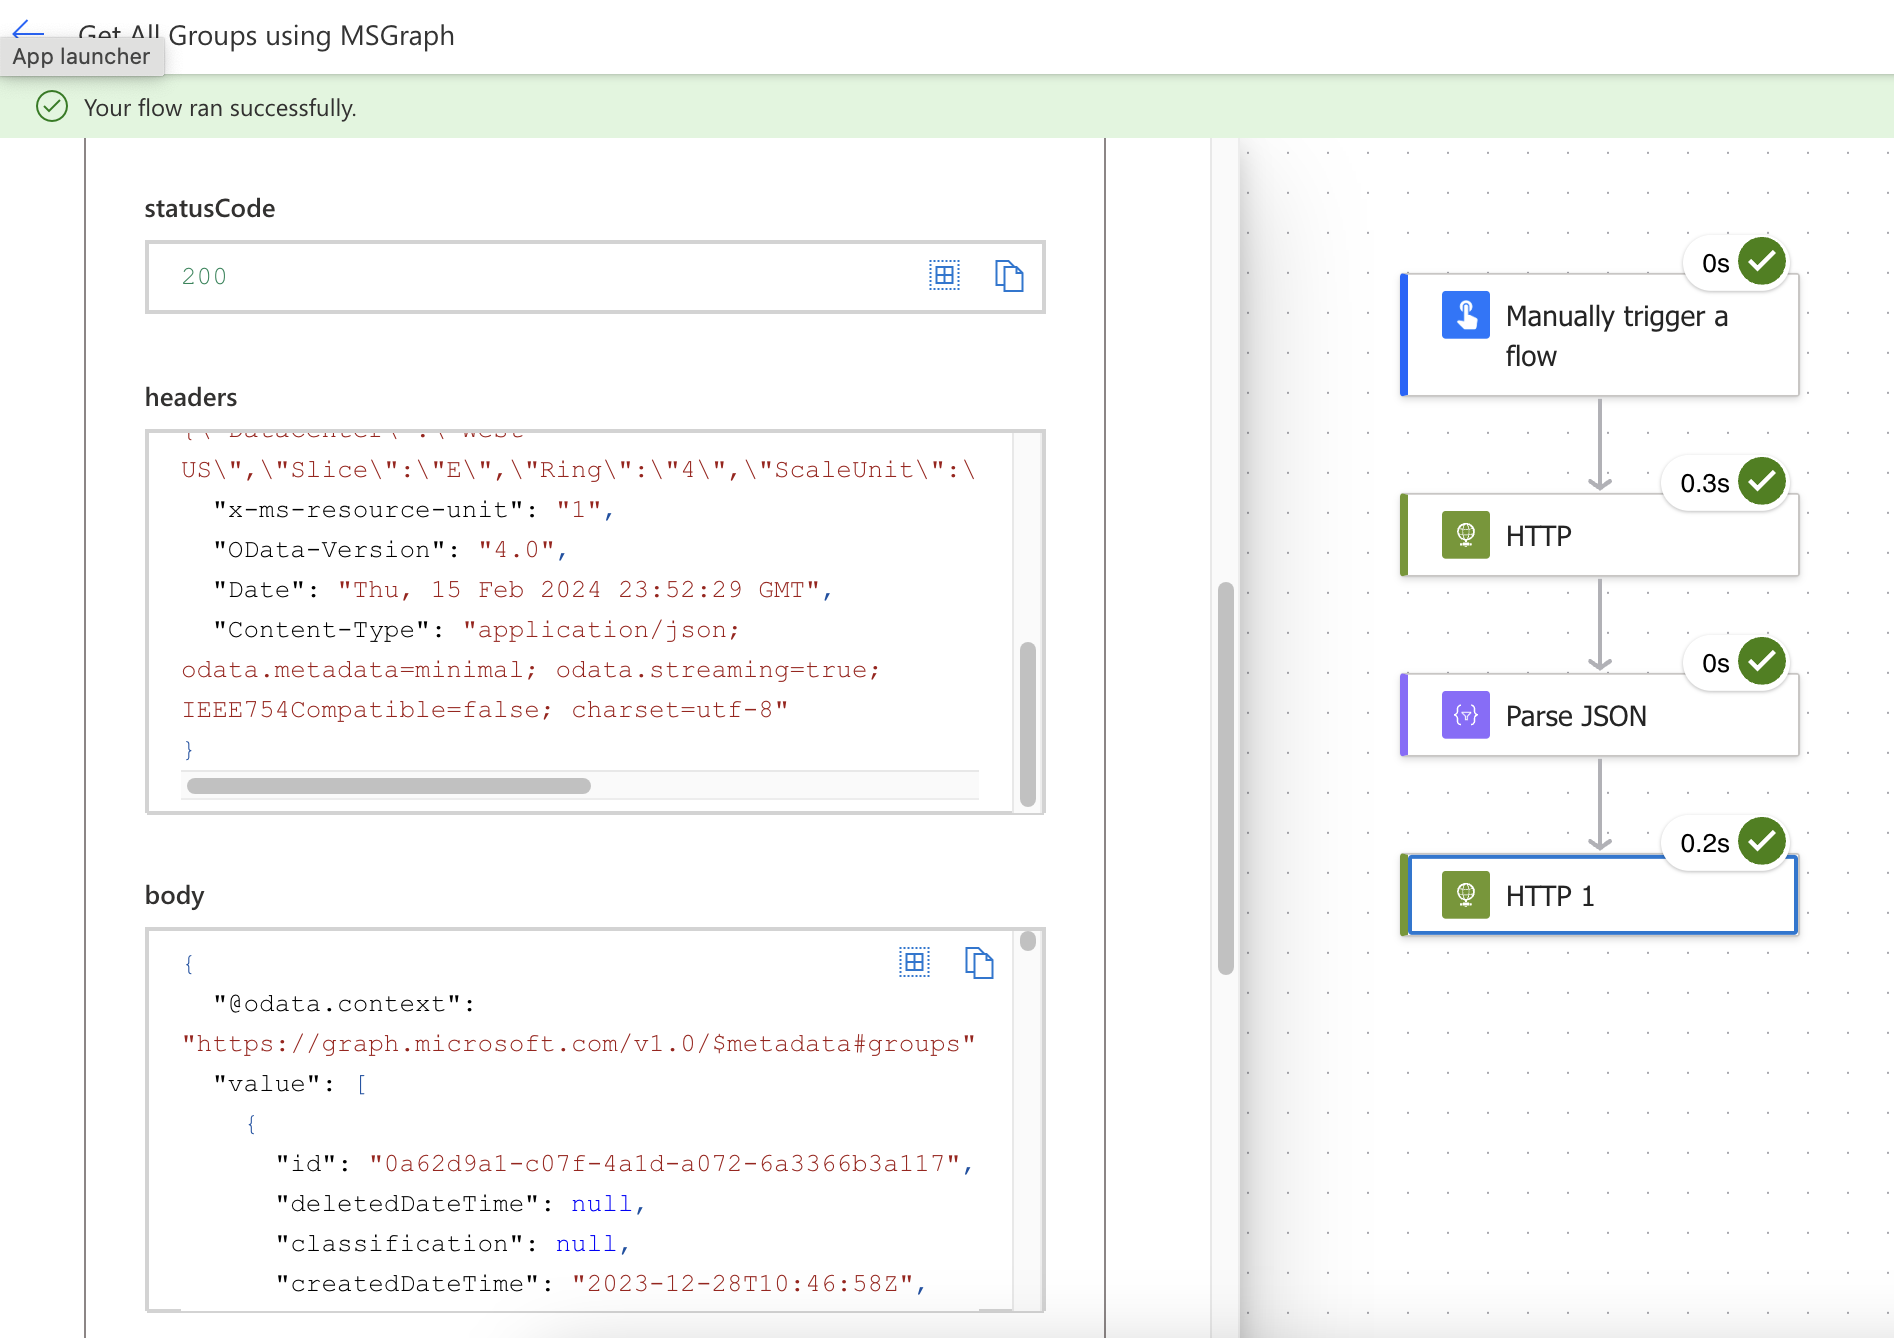 Get All Groups using MSGraph
App launcher
Your flow ran successfully.
statusCode
200
headers
{\"DataCenter\":\"West
US\",\"Slice\":\"E\",\"Ring\":\"4\",\"ScaleUnit\":\
"x-ms-resource-unit": "1",
"OData-Version": "4.0",
"Date": "Thu, 15 Feb 2024 23:52:29 GMT",
"Content-Type": "application/json;
odata.metadata=minimal; odata.streaming=true;
IEEE754Compatible=false; charset=utf-8"
}
body
{
"@odata.context":
"https://graph.microsoft.com/v1.0/$metadata#groups"
"value": [
{
"id": "0a62d9a1-c07f-4a1d-a072-6a3366b3a117",
"deletedDateTime": null,
"classification": null,
"createdDateTime": "2023-12-28T10:46:58Z",
0s
Manually trigger a
flow
0.3s
HTTP
0s
Parse JSON
0.2s
HTTP 1